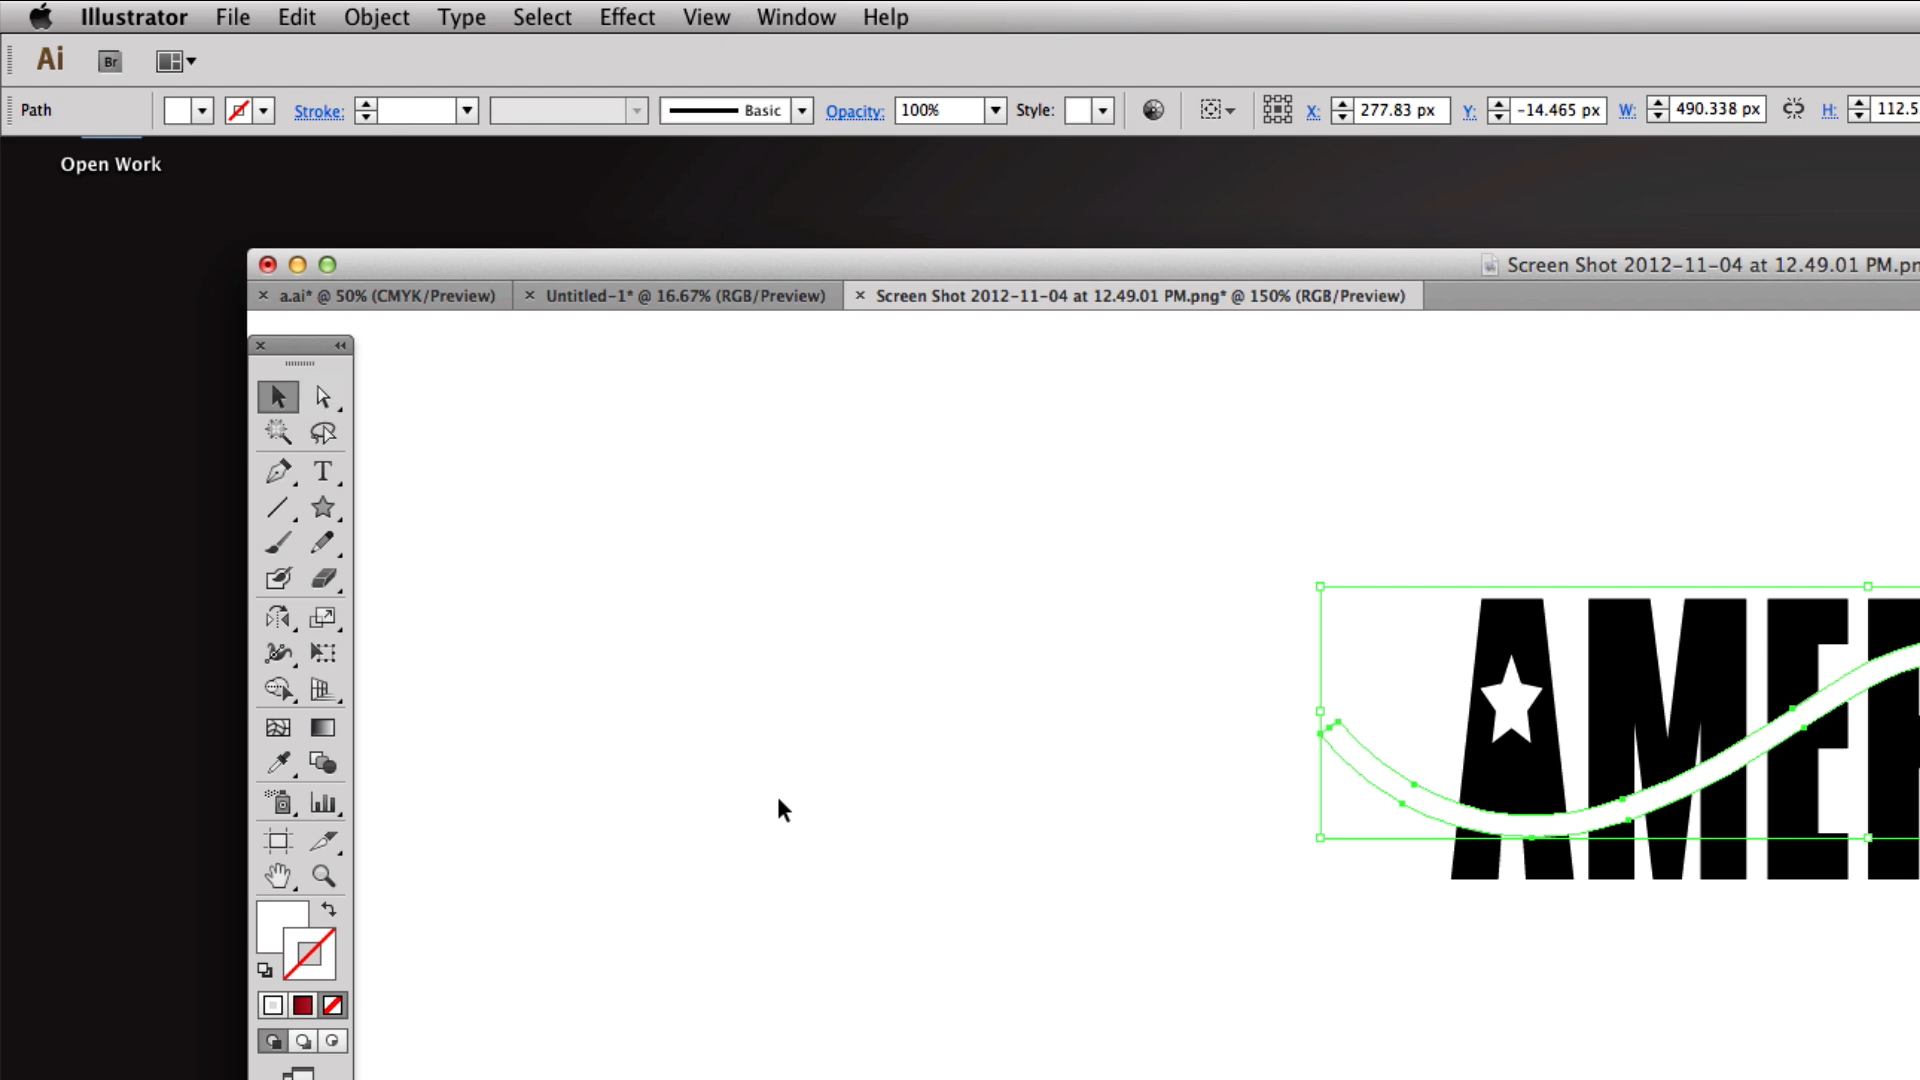 Illustrator File Edit Object Type Select Effect View Window Help
Ai Br
Path Stroke: Basic Opacity: 100% Style: X: 277.83 px Y: -14.465 px W: 490.338 px H: 112.5
Open Work
Screen Shot 2012-11-04 at 12.49.01 PM.pn
a.ai* @ 50% (CMYK/Preview) Untitled-1* @ 16.67% (RGB/Preview) Screen Shot 2012-11-04 at 12.49.01 PM.png* @ 150% (RGB/Preview)
T
AME